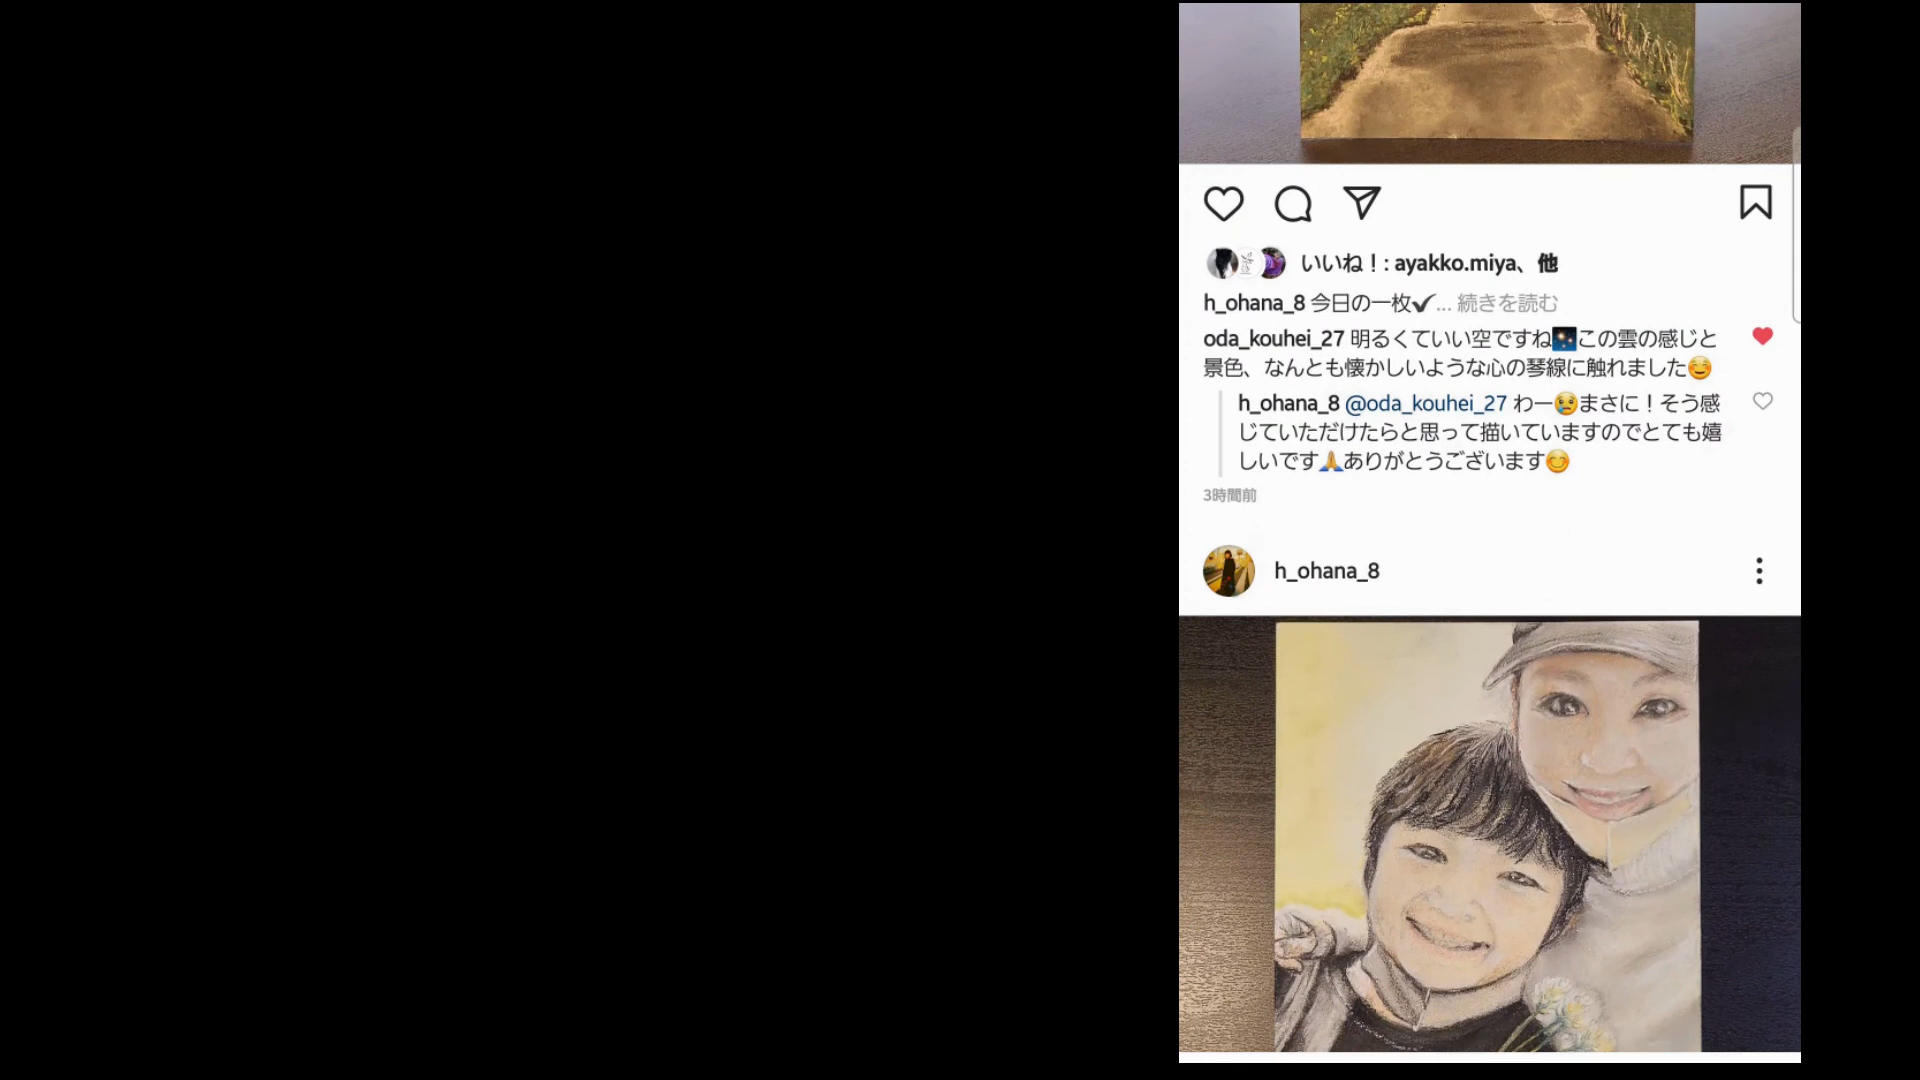 いいね！: ayakko.miya、他
h_ohana_8 今日の一枚✔... 続きを読む
oda_kouhei_27 明るくていい空ですね🎇この雲の感じと
景色、なんとも懐かしいような心の琴線に触れました☺️
h_ohana_8 @oda_kouhei_27 わー😢まさに！そう感
じていただけたらと思って描いていますのでとても嬉
しいです🙏ありがとうございます😊
3時間前
h_ohana_8